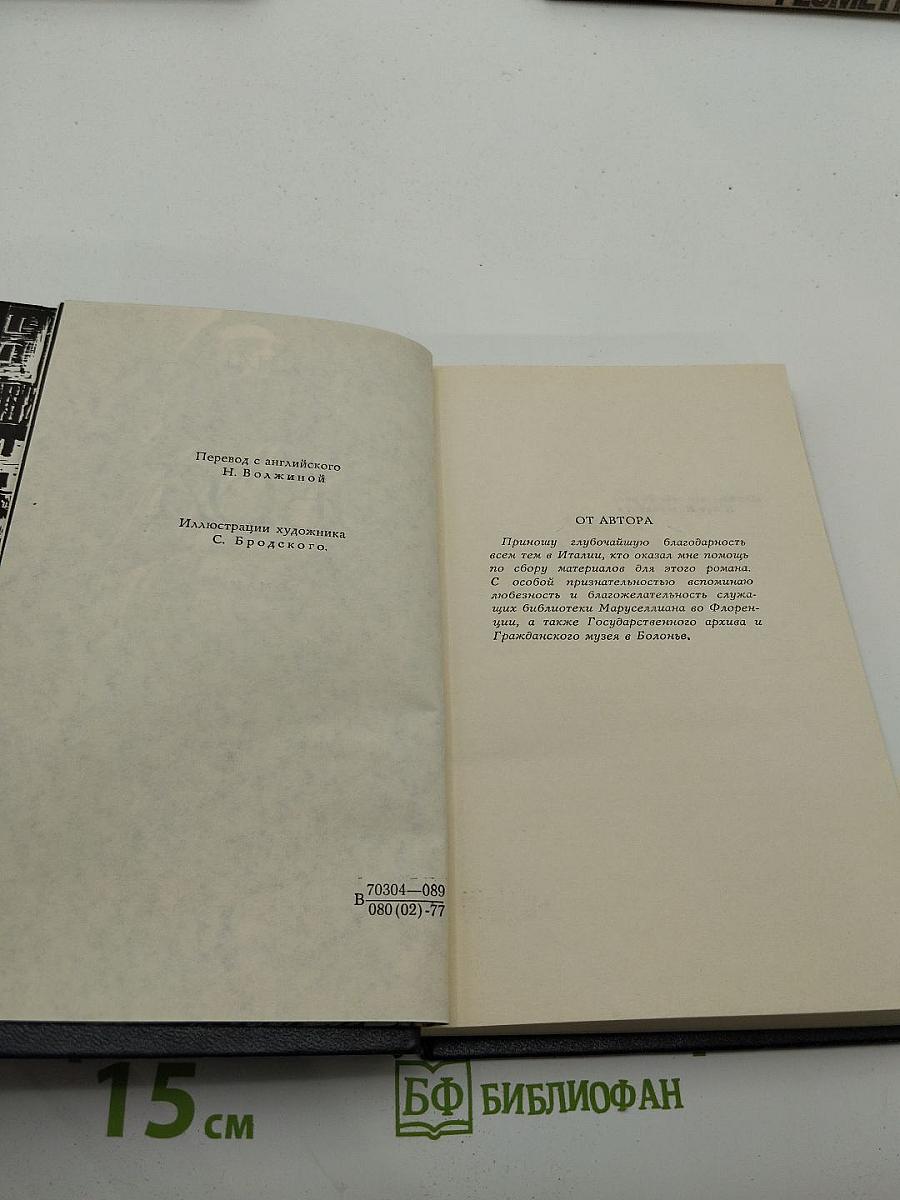 Перевод с английского
Н. Волжиной
Иллюстрации художника
С. Бродского.
В 70304—089
080(02)-77
ОТ АВТОРА
Приношу глубочайшую благодарность
всем тем в Италии, кто оказал мне помощь
по сбору материалов для этого романа.
С особой признательностью вспоминаю
любезность и благожелательность служа-
щих библиотеки Маруселлиана во Флорен-
ции, а также Государственного архива и
Гражданского музея в Болонье.
15 см
БФ БИБЛИОФАН